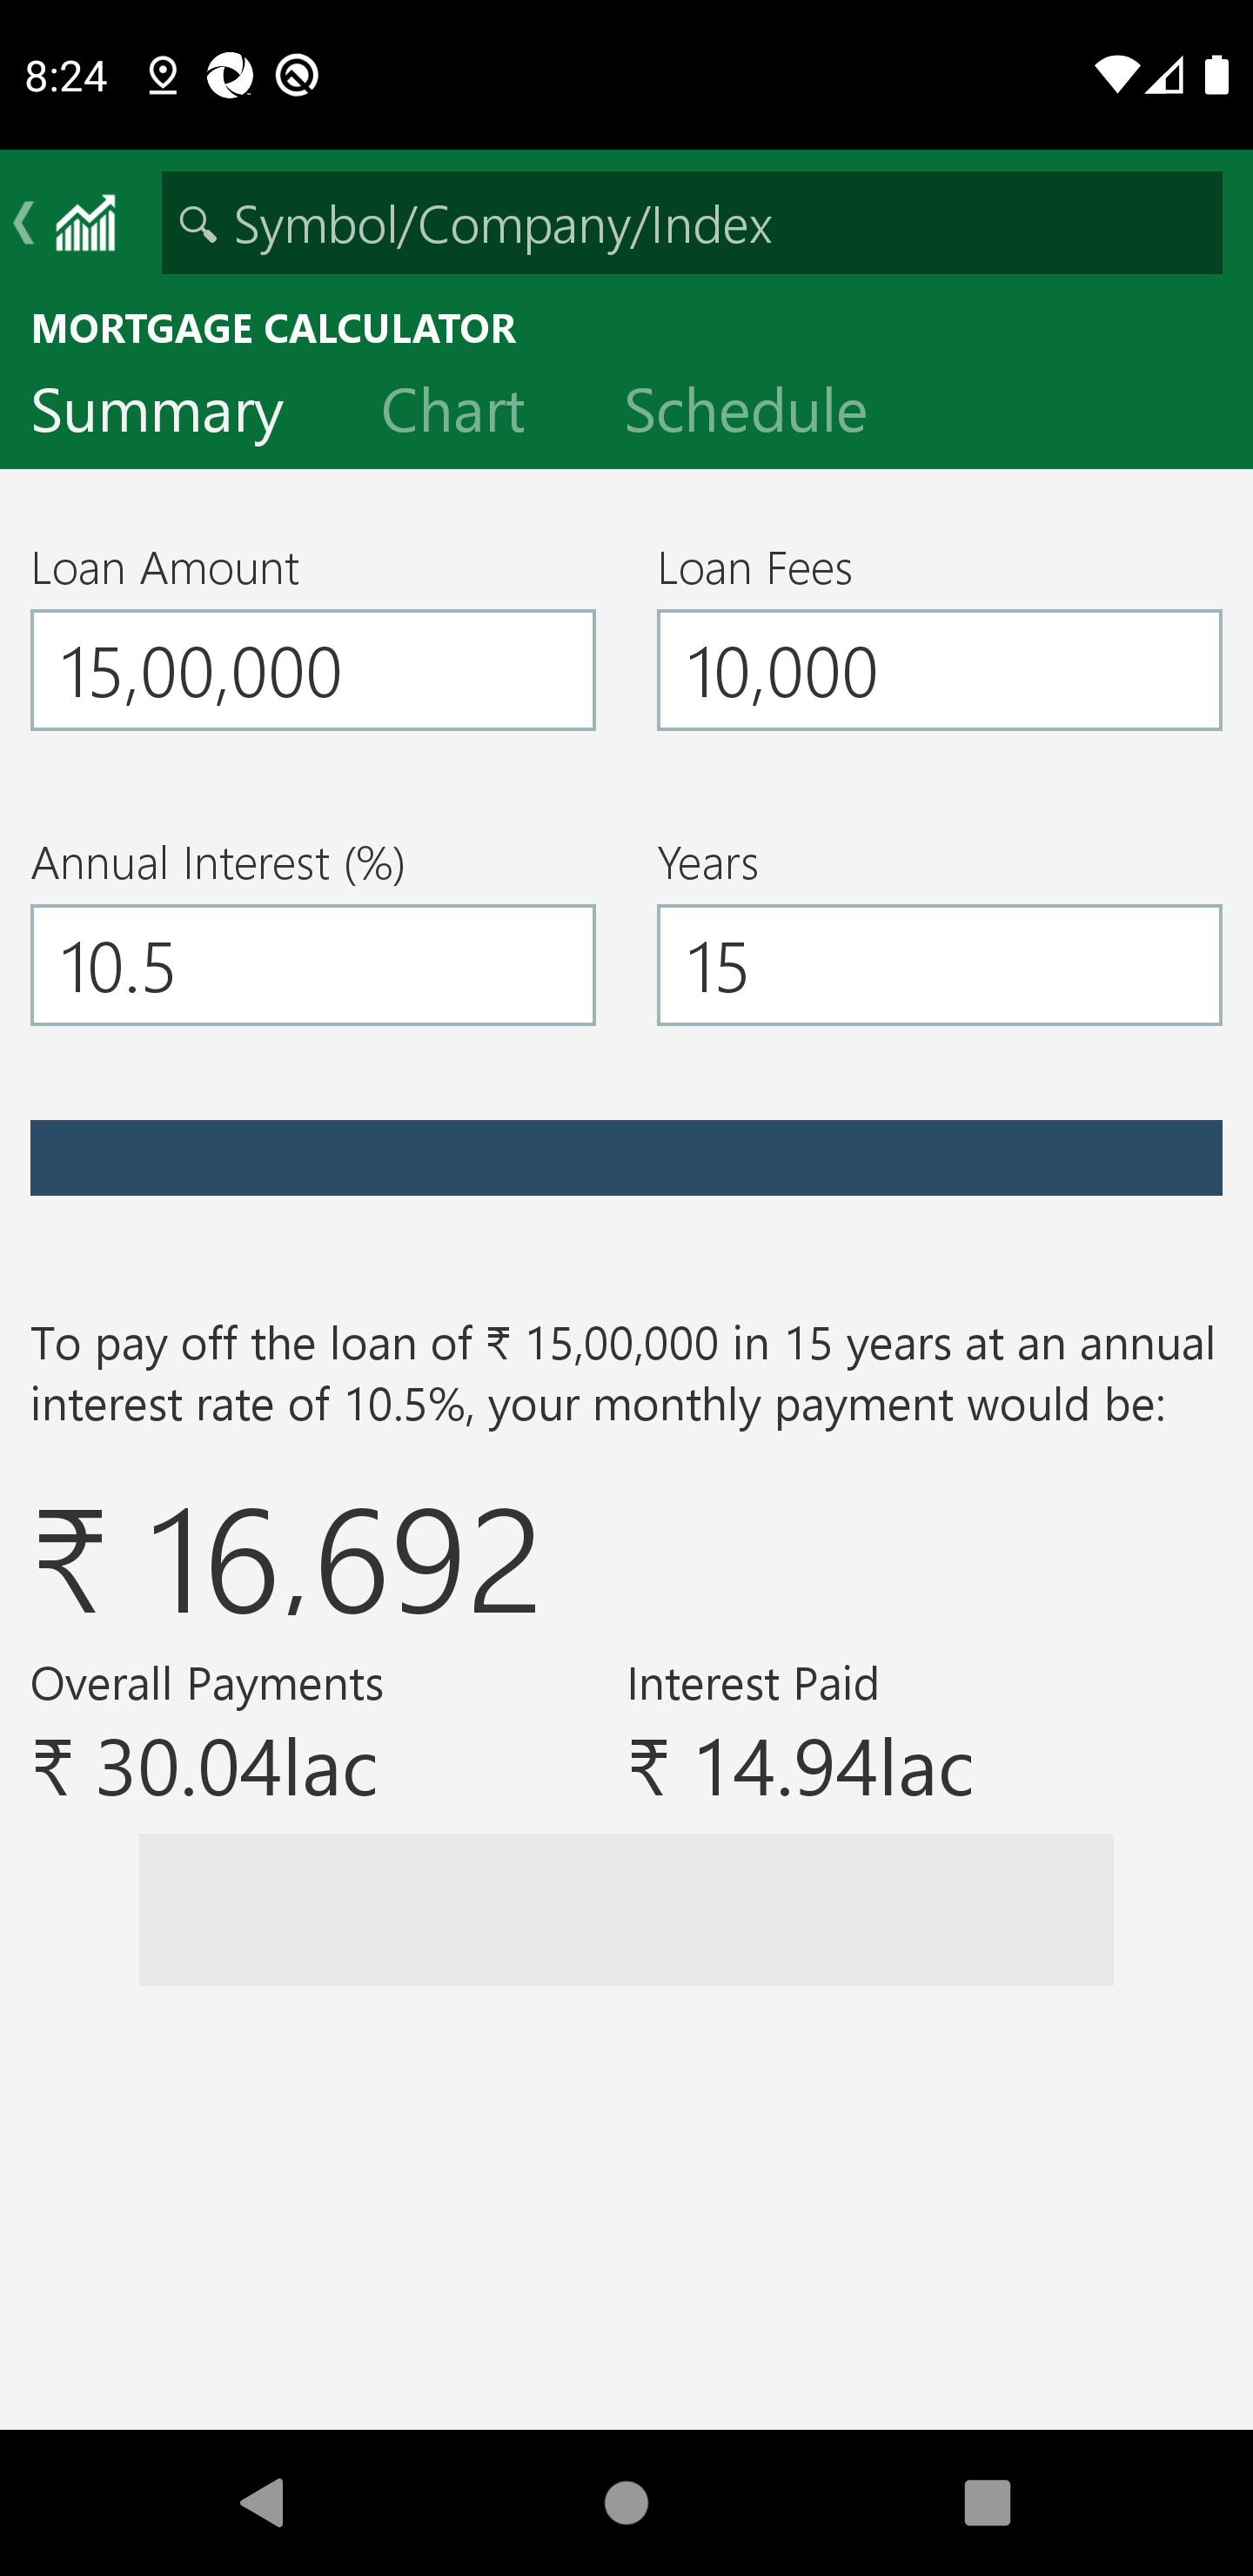 8:24
Symbol/Company/Index
MORTGAGE CALCULATOR
Summary Chart Schedule
Loan Amount Loan Fees
15,00,000 10,000
Annual Interest (%) Years
10.5 15
To pay off the loan of ₹ 15,00,000 in 15 years at an annual
interest rate of 10.5%, your monthly payment would be:
₹ 16,692
Overall Payments Interest Paid
₹ 30.04lac ₹ 14.94lac